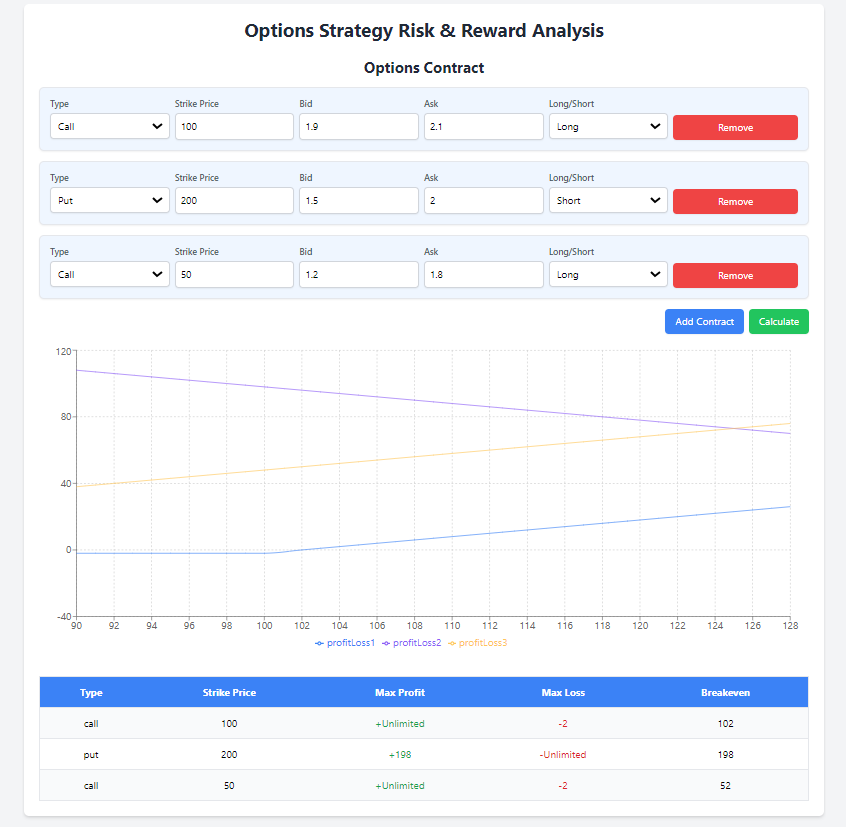 Options Strategy Risk & Reward Analysis
Options Contract
Type Strike Price Bid Ask Long/Short
Call 100 1.9 2.1 Long Remove
Type Strike Price Bid Ask Long/Short
Put 200 1.5 2 Short Remove
Type Strike Price Bid Ask Long/Short
Call 50 1.2 1.8 Long Remove
Add Contract Calculate
120
80
40
0
-40
90 92 94 96 98 100 102 104 106 108 110 112 114 116 118 120 122 124 126 128
profitLoss1 profitLoss2 profitLoss3
Type Strike Price Max Profit Max Loss Breakeven
call 100 +Unlimited -2 102
put 200 +198 -Unlimited 198
call 50 +Unlimited -2 52